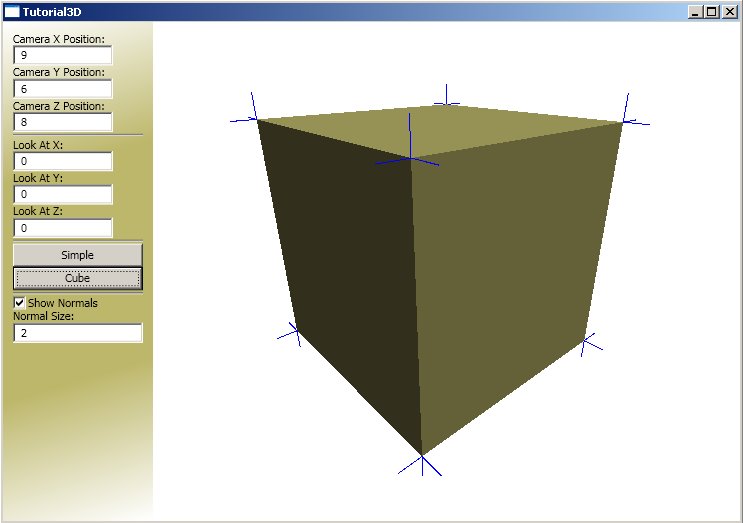 Tutorial3D
Camera X Position:
9
Camera Y Position:
6
Camera Z Position:
8
Look At X:
0
Look At Y:
0
Look At Z:
0
Simple
Cube
Show Normals
Normal Size:
2